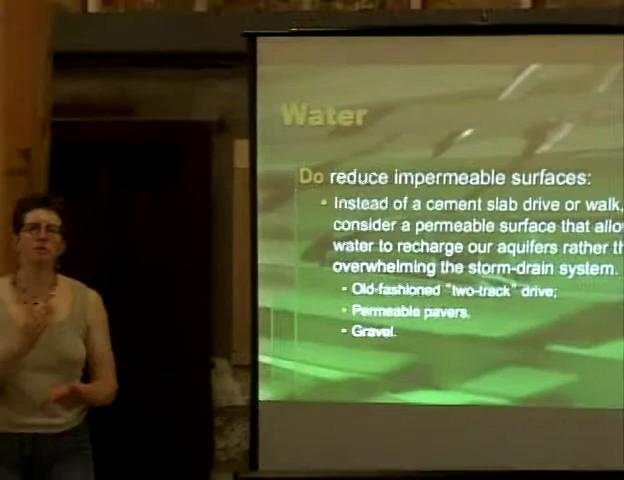 Water
Do reduce impermeable surfaces:
• Instead of a cement slab drive or walk,
consider a permeable surface that allo
water to recharge our aquifers rather th
overwhelming the storm-drain system.
• Old-fashioned "two-track" drive;
• Permeable pavers.
• Gravel.